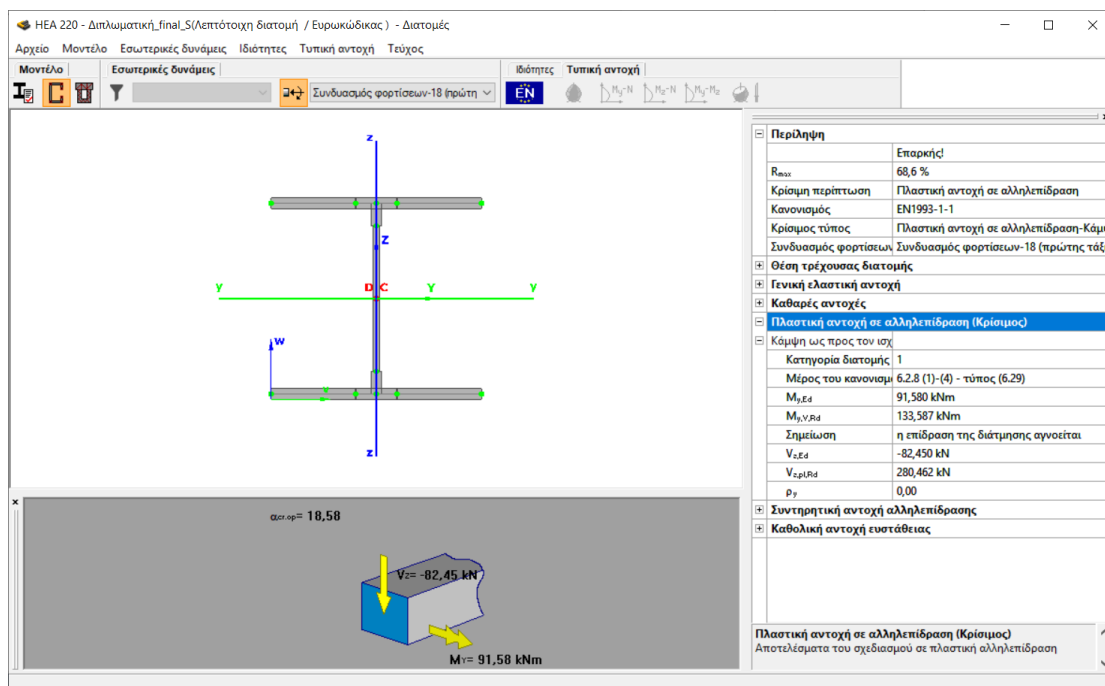 HEA 220 - Διπλωματική_final_S(Λεπτότοιχη διατομή / Ευρωκώδικας ) - Διατομές
Αρχείο Μοντέλο Εσωτερικές δυνάμεις Ιδιότητες Τυπική αντοχή Τεύχος
Μοντέλο Εσωτερικές δυνάμεις Ιδιότητες Τυπική αντοχή
Συνδυασμός φορτίσεων-18 (πρώτη EN My-N Mz-N My-Mz
z
Z
y D C Y y
w
z
Περίληψη
Επαρκής!
Rmax 68,6 %
Κρίσιμη περίπτωση Πλαστική αντοχή σε αλληλεπίδραση
Κανονισμός EN1993-1-1
Κρίσιμος τύπος Πλαστική αντοχή σε αλληλεπίδραση-Κάμ
Συνδυασμός φορτίσεων Συνδυασμός φορτίσεων-18 (πρώτης τάξ
Θέση τρέχουσας διατομής
Γενική ελαστική αντοχή
Καθαρές αντοχές
Πλαστική αντοχή σε αλληλεπίδραση (Κρίσιμος)
Κάμψη ως προς τον ισχ
Κατηγορία διατομής 1
Μέρος του κανονισμ 6.2.8 (1)-(4) - τύπος (6.29)
My,Ed 91,580 kNm
My,V,Rd 133,587 kNm
Σημείωση η επίδραση της διάτμησης αγνοείται
Vz,Ed -82,450 kN
Vz,pl,Rd 280,462 kN
ρy 0,00
Συντηρητική αντοχή αλληλεπίδρασης
Καθολική αντοχή ευστάθειας
αcr.op= 18,58
Vz= -82,45 kN
MY= 91,58 kNm
Πλαστική αντοχή σε αλληλεπίδραση (Κρίσιμος)
Αποτελέσματα του σχεδιασμού σε πλαστική αλληλεπίδραση